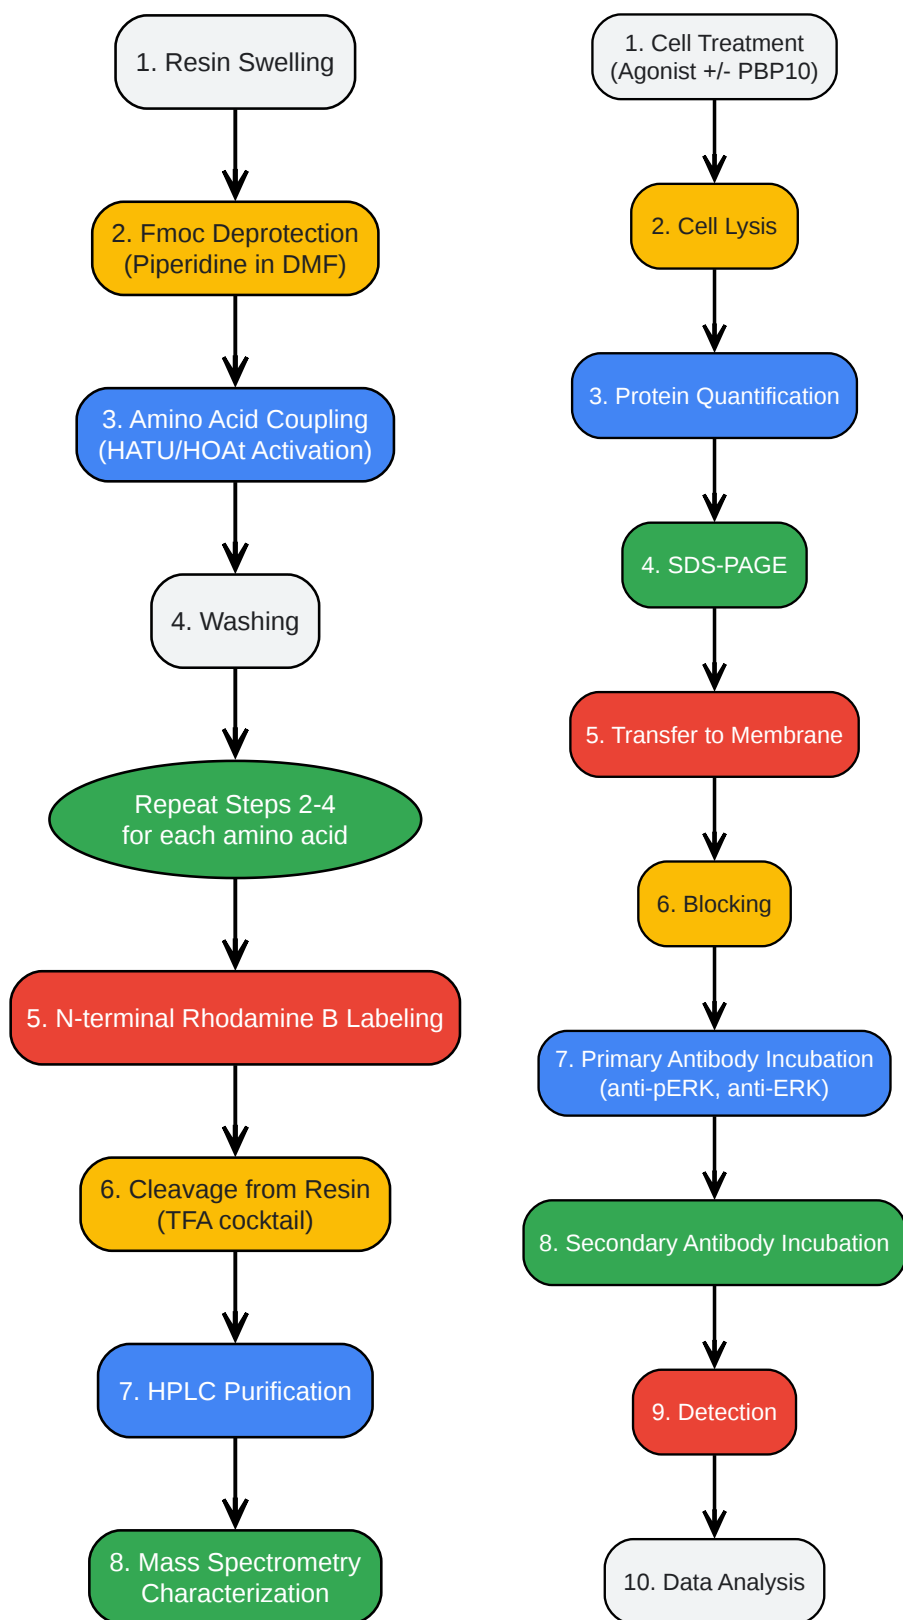 1. Resin Swelling
2. Fmoc Deprotection
(Piperidine in DMF)
3. Amino Acid Coupling
(HATU/HOAt Activation)
4. Washing
Repeat Steps 2-4
for each amino acid
5. N-terminal Rhodamine B Labeling
6. Cleavage from Resin
(TFA cocktail)
7. HPLC Purification
8. Mass Spectrometry
Characterization
1. Cell Treatment
(Agonist +/- PBP10)
2. Cell Lysis
3. Protein Quantification
4. SDS-PAGE
5. Transfer to Membrane
6. Blocking
7. Primary Antibody Incubation
(anti-pERK, anti-ERK)
8. Secondary Antibody Incubation
9. Detection
10. Data Analysis